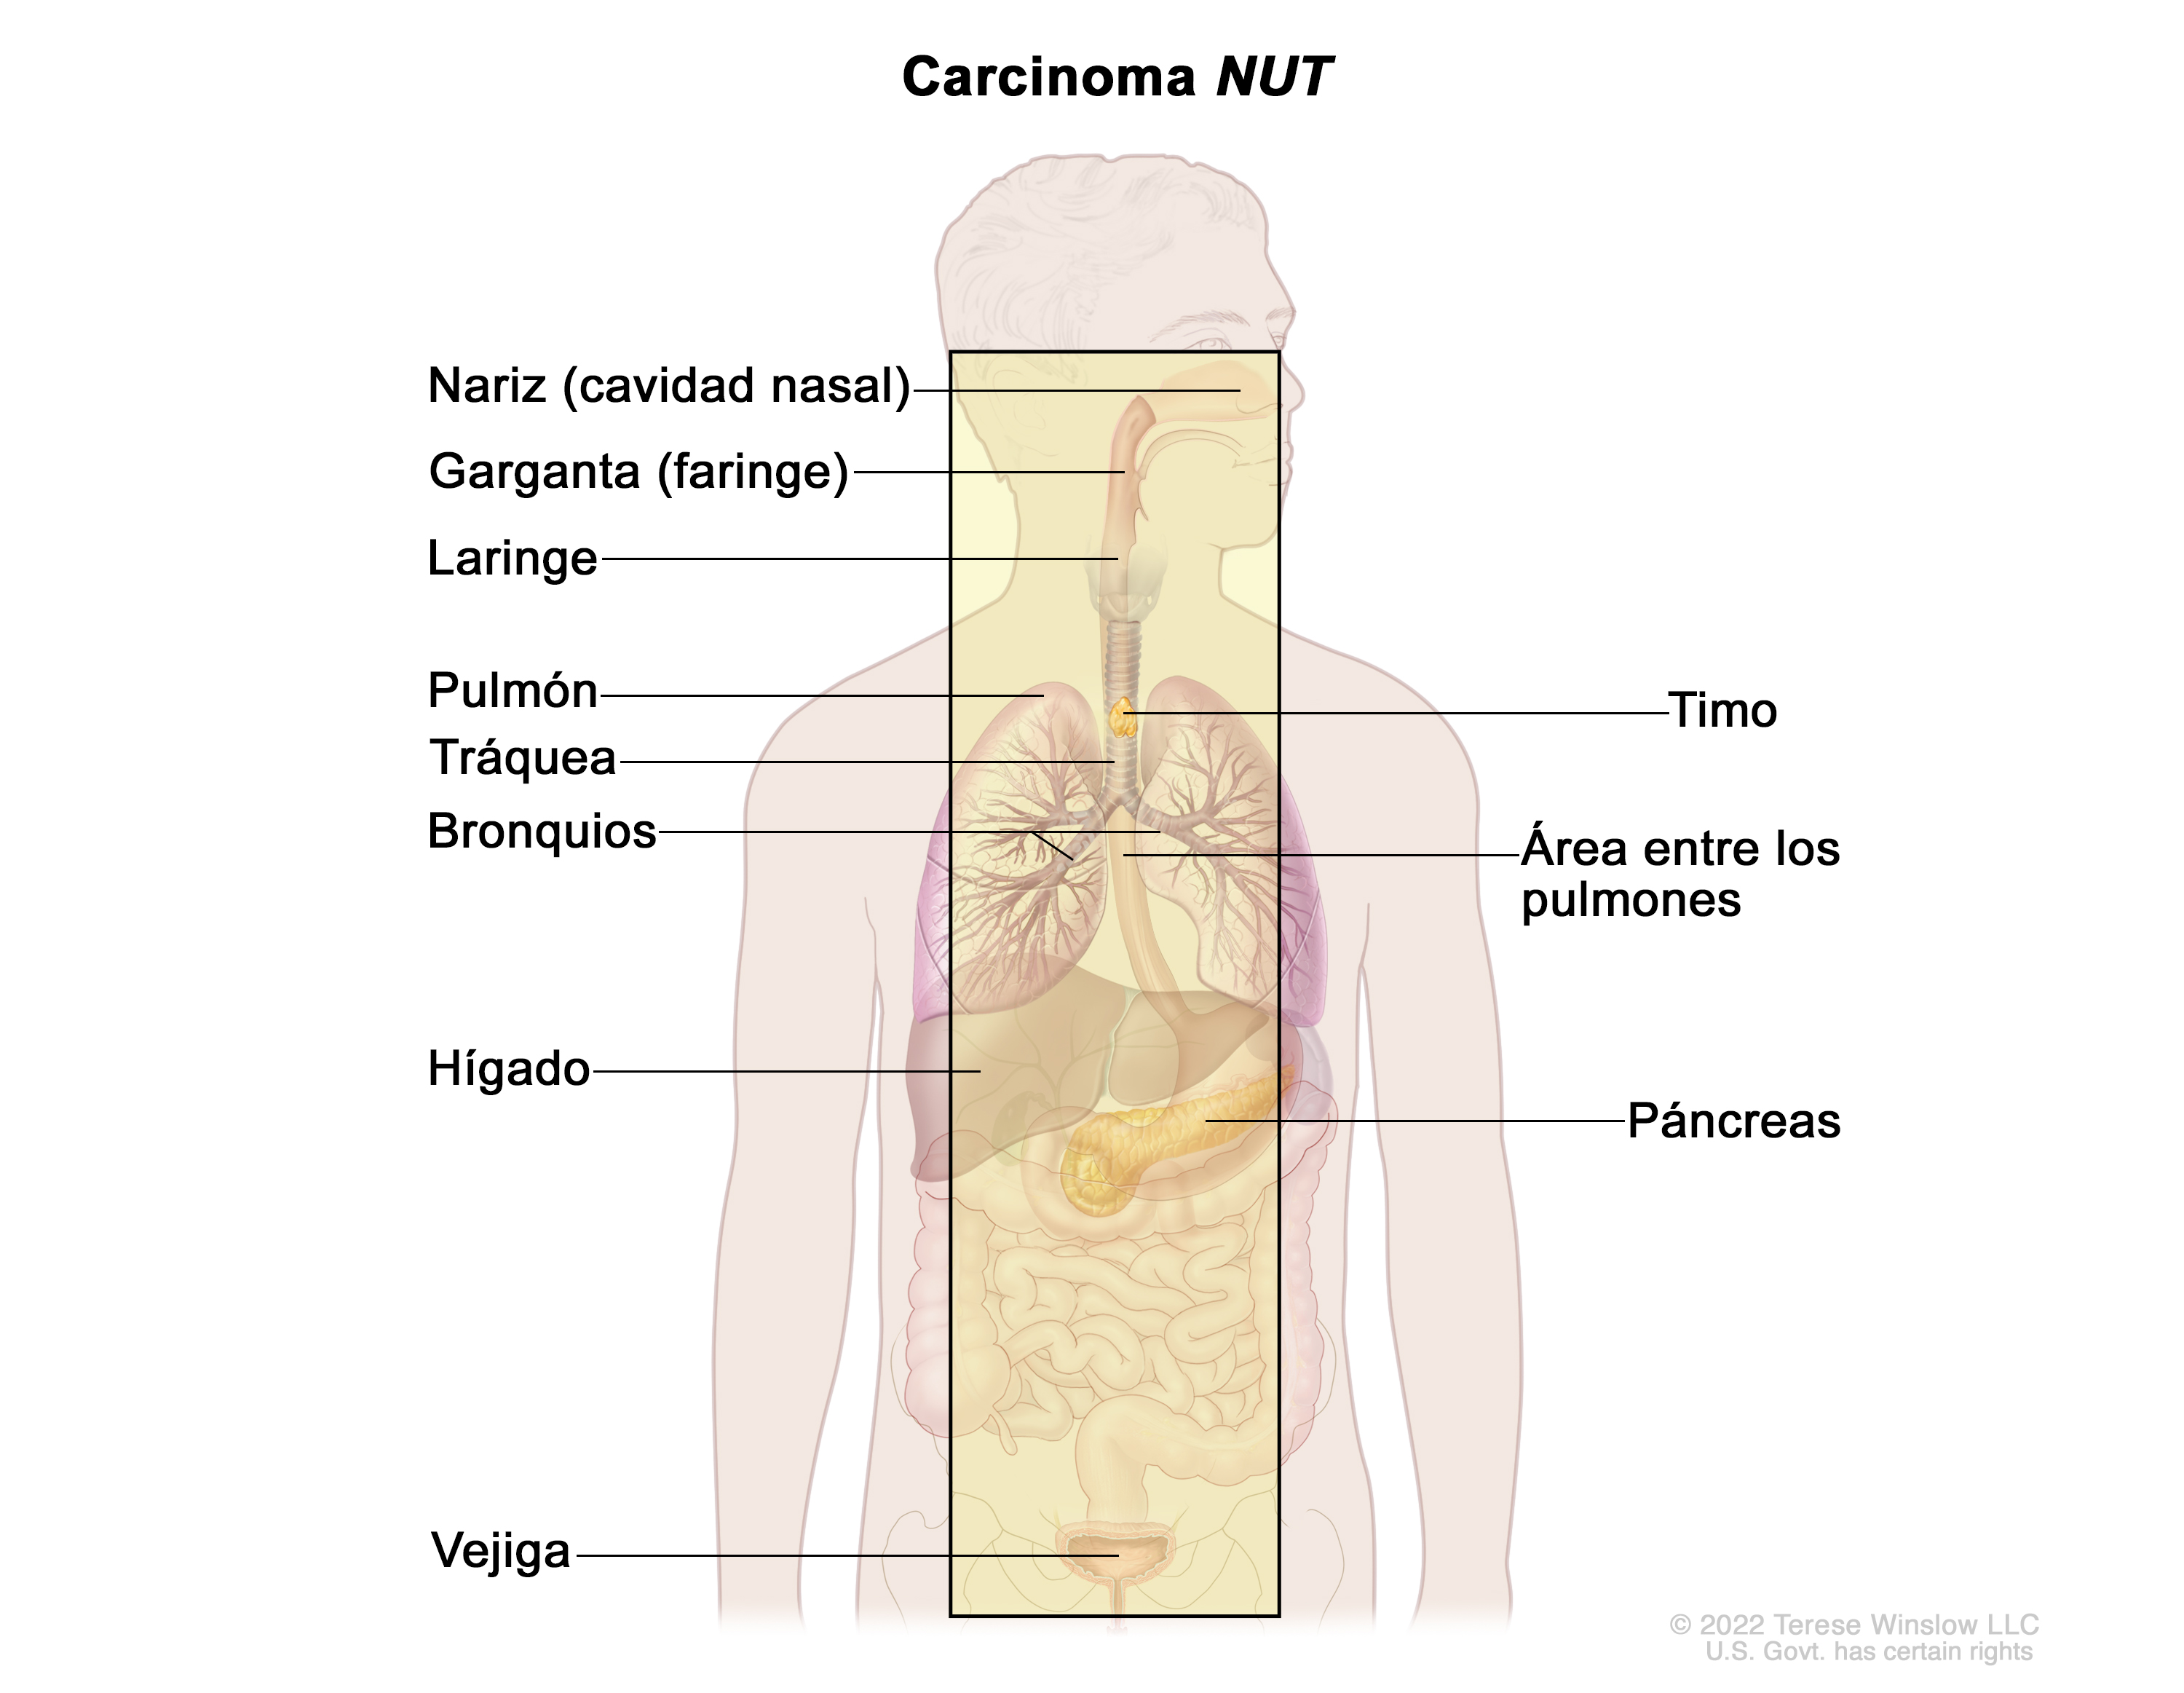 Carcinoma NUT
Nariz (cavidad nasal)
Garganta (faringe)
Laringe
Pulmón
Tráquea
Bronquios
Hígado
Vejiga
Timo
Área entre los
pulmones
Páncreas
© 2022 Terese Winslow LLC
U.S. Govt. has certain rights